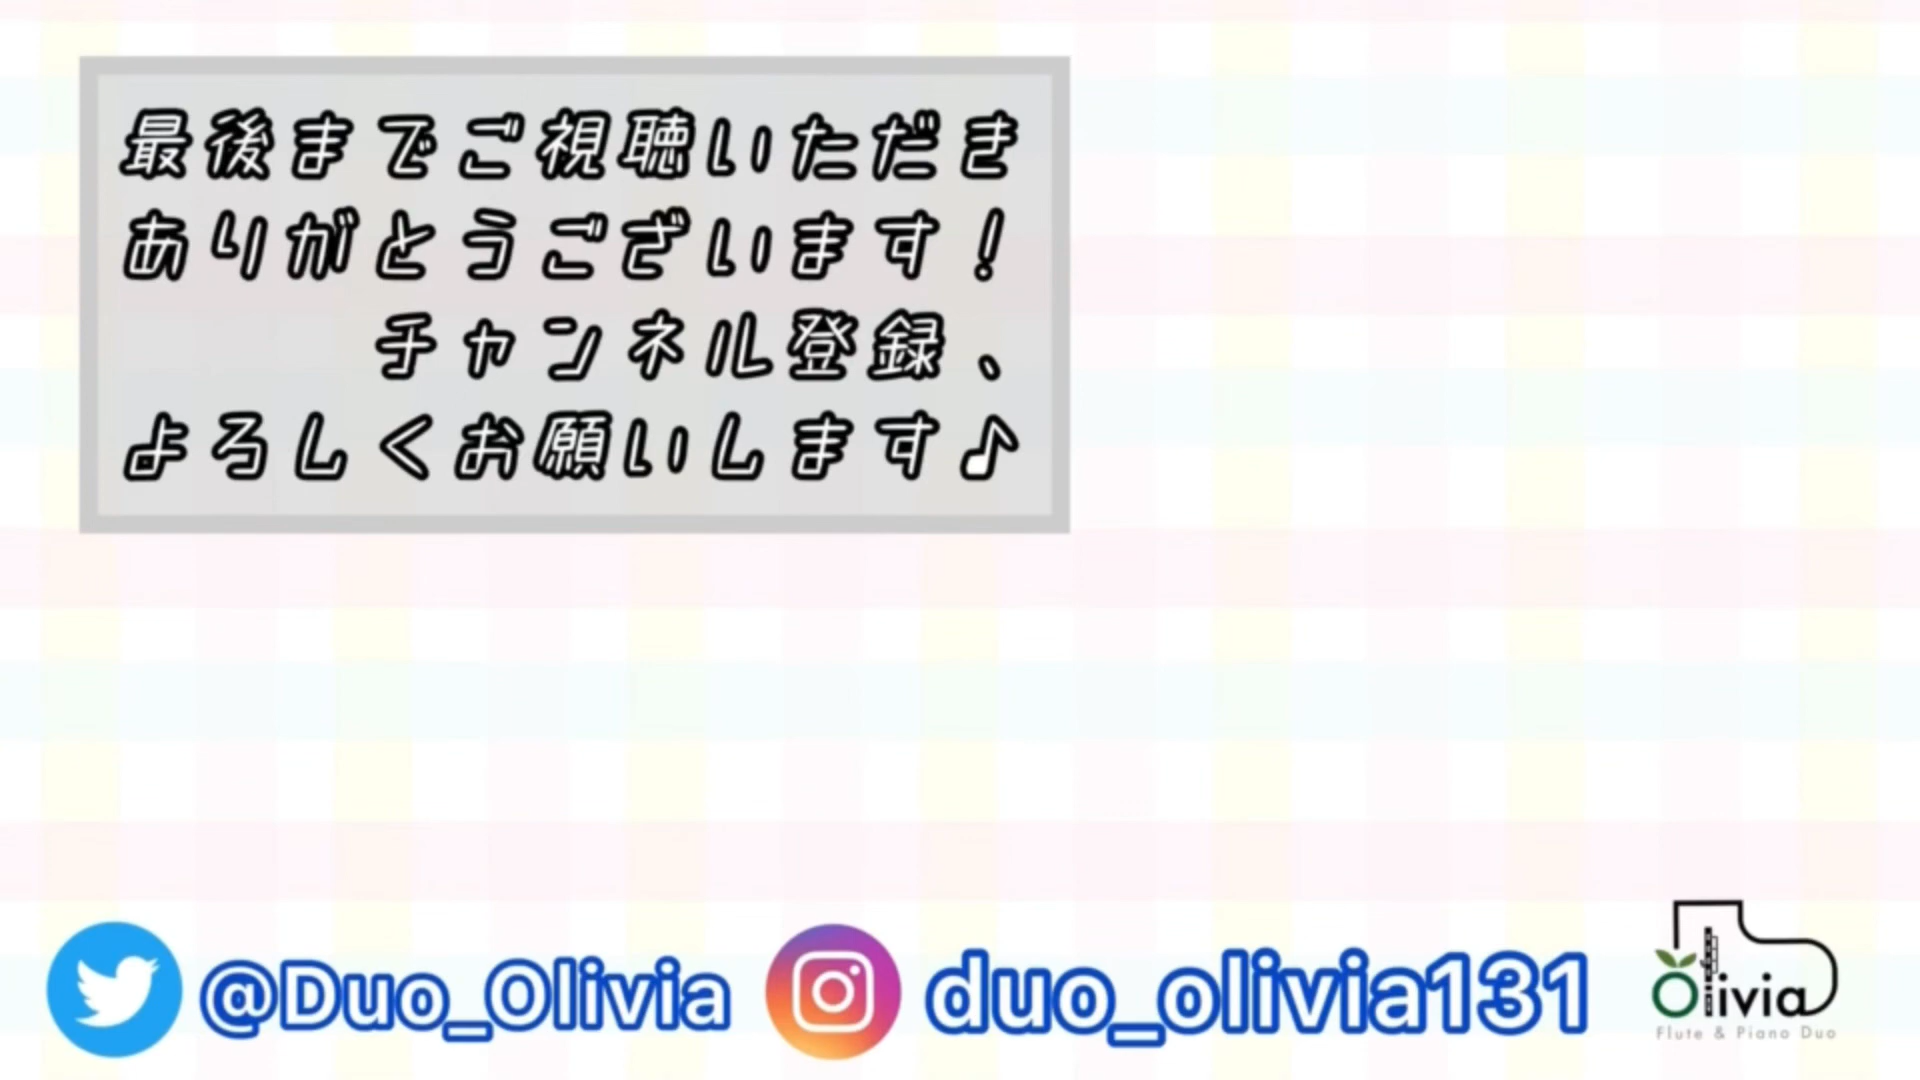 最後までご視聴いただき
ありがとうございます！
チャンネル登録、
よろしくお願いします♪
@Duo_Olivia
duo_olivia131
Olivia
Flute & Piano Duo